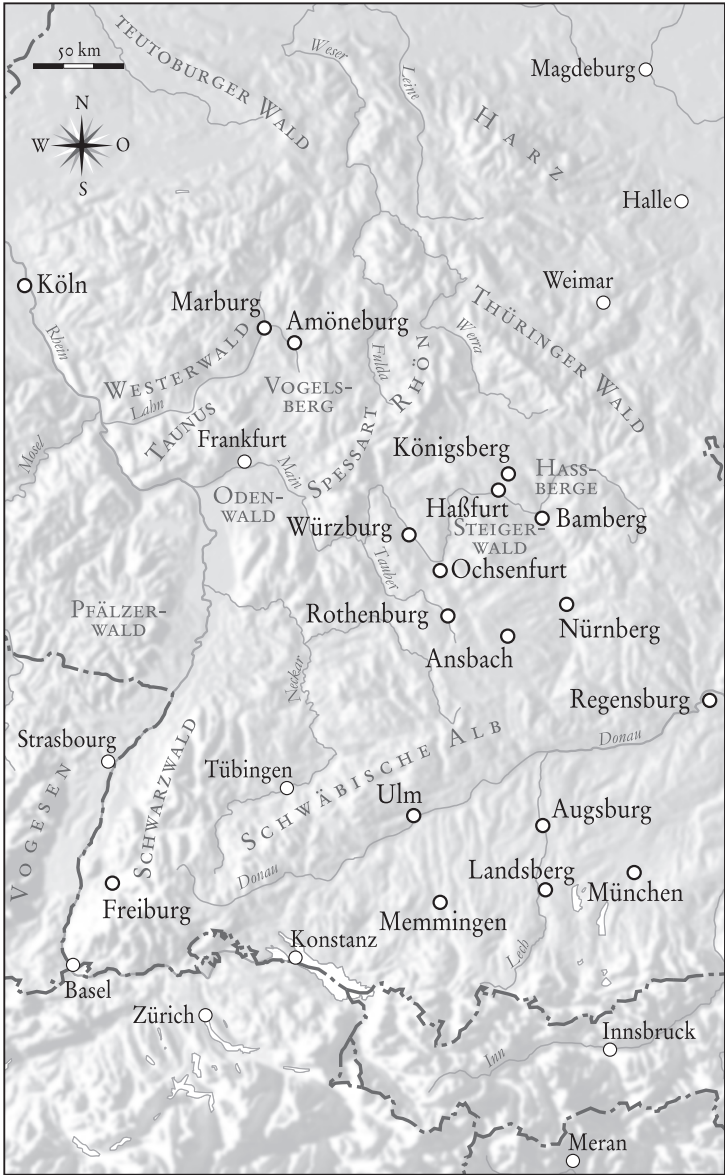 TEUTOBURGER WALD
Weser
Leine
50 km
Magdeburg
N
W O
S
HARZ
Halle
Köln
Weimar
Marburg
Amöneburg
THÜRINGER WALD
Rhein
Werra
WESTERWALD
Fulda
RHÖN
VOGELS-
BERG
Lahn
TAUNUS
Mosel
Frankfurt
Main
SPESSART
Königsberg
HASS-
BERGE
ODEN-
WALD
Haßfurt
Würzburg
STEIGER-
WALD
Bamberg
Tauber
Ochsenfurt
PFÄLZER-
WALD
Rothenburg
Nürnberg
Ansbach
Neckar
Regensburg
Strasbourg
SCHWARZWALD
Donau
SCHWÄBISCHE ALB
Tübingen
VOGESEN
Ulm
Augsburg
Donau
Landsberg
München
Freiburg
Memmingen
Konstanz
Lech
Basel
Zürich
Innsbruck
Inn
Meran